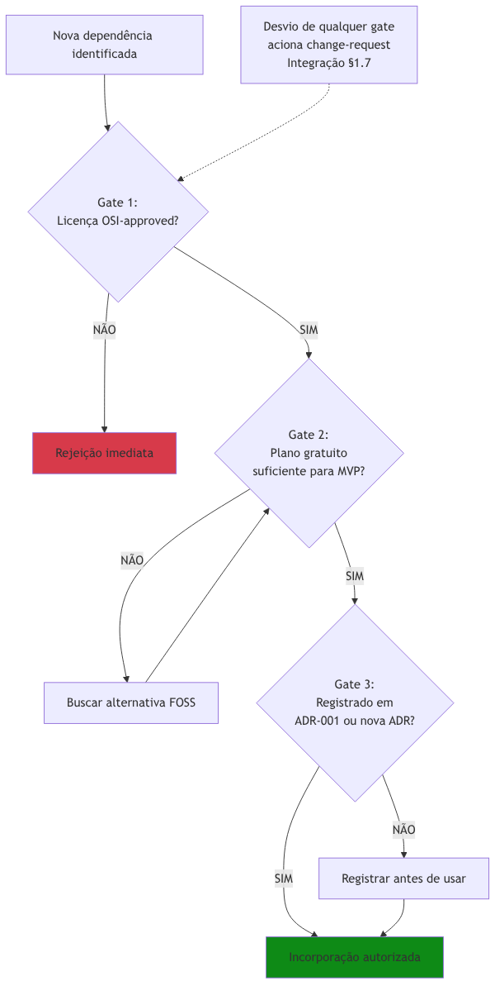 Nova dependência
identificada
Desvio de qualquer gate
aciona change-request
Integração §1.7
Gate 1:
Licença OSI-approved?
NÃO
SIM
Rejeição imediata
Gate 2:
Plano gratuito
suficiente para MVP?
NÃO
SIM
Buscar alternativa FOSS
Gate 3:
Registrado em
ADR-001 ou nova ADR?
NÃO
SIM
Registrar antes de usar
Incorporação autorizada